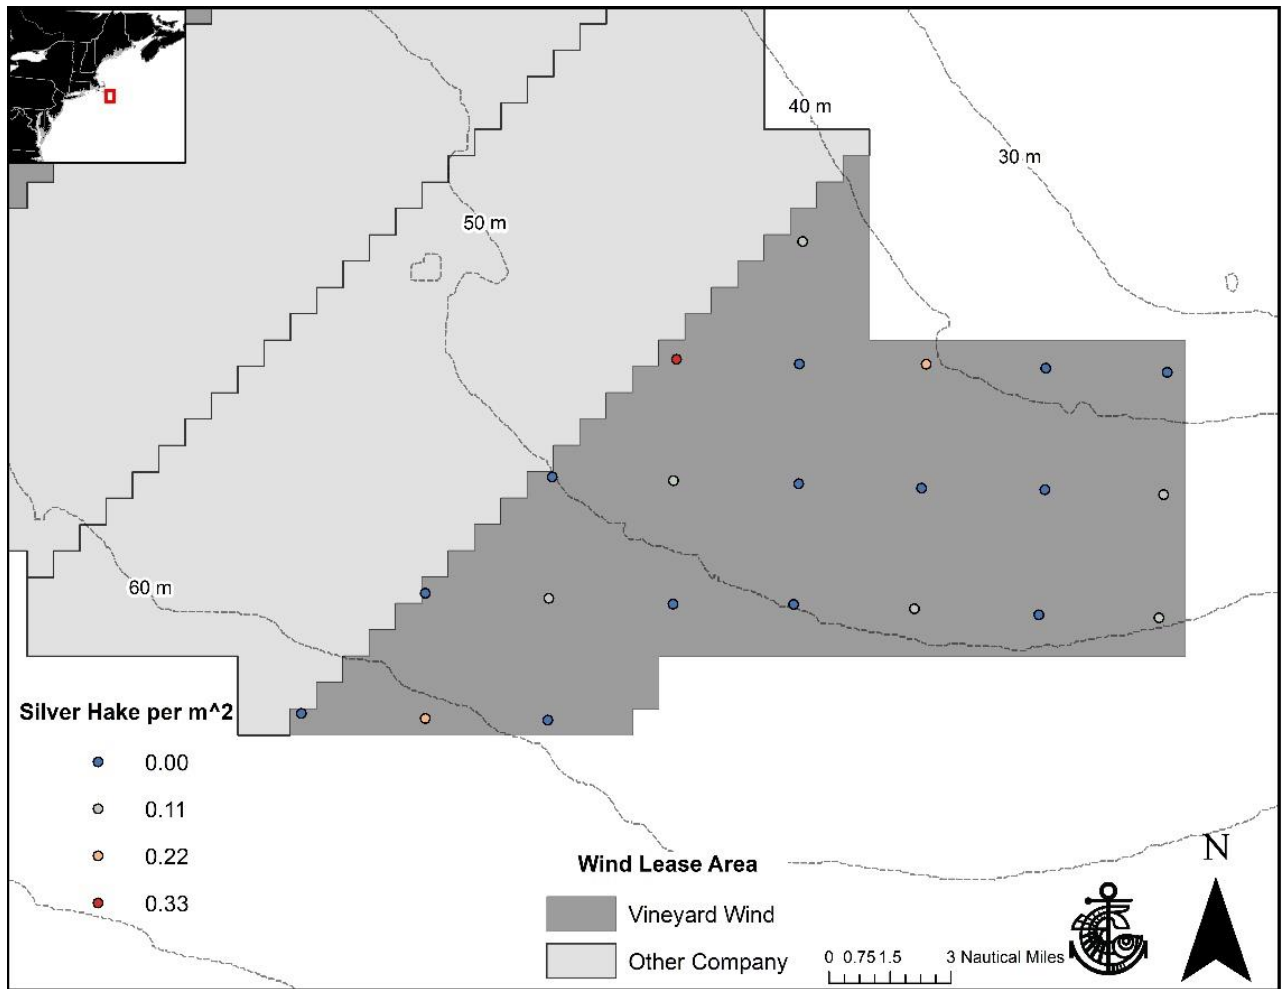 40 m
30 m
50 m
60 m
Silver Hake per m^2
0.00
0.11
0.22
0.33
Wind Lease Area
Vineyard Wind
Other Company
0 0.75 1.5 3 Nautical Miles
N